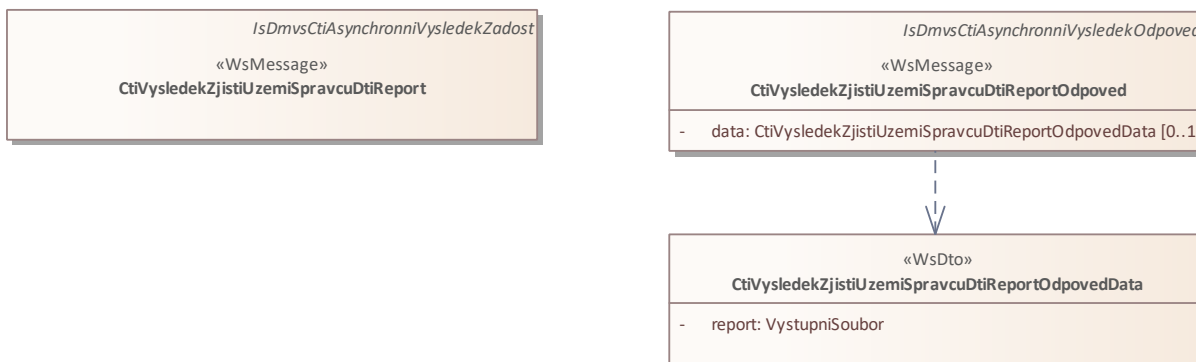 IsDmvsCtiAsynchronniVysledekZadost
«WsMessage»
CtiVysledekZjistiUzemiSpravcuDtiReport
IsDmvsCtiAsynchronniVysledekOdpoved
«WsMessage»
CtiVysledekZjistiUzemiSpravcuDtiReportOdpoved
- data: CtiVysledekZjistiUzemiSpravcuDtiReportOdpovedData [0..1
«WsDto»
CtiVysledekZjistiUzemiSpravcuDtiReportOdpovedData
- report: VystupniSoubor